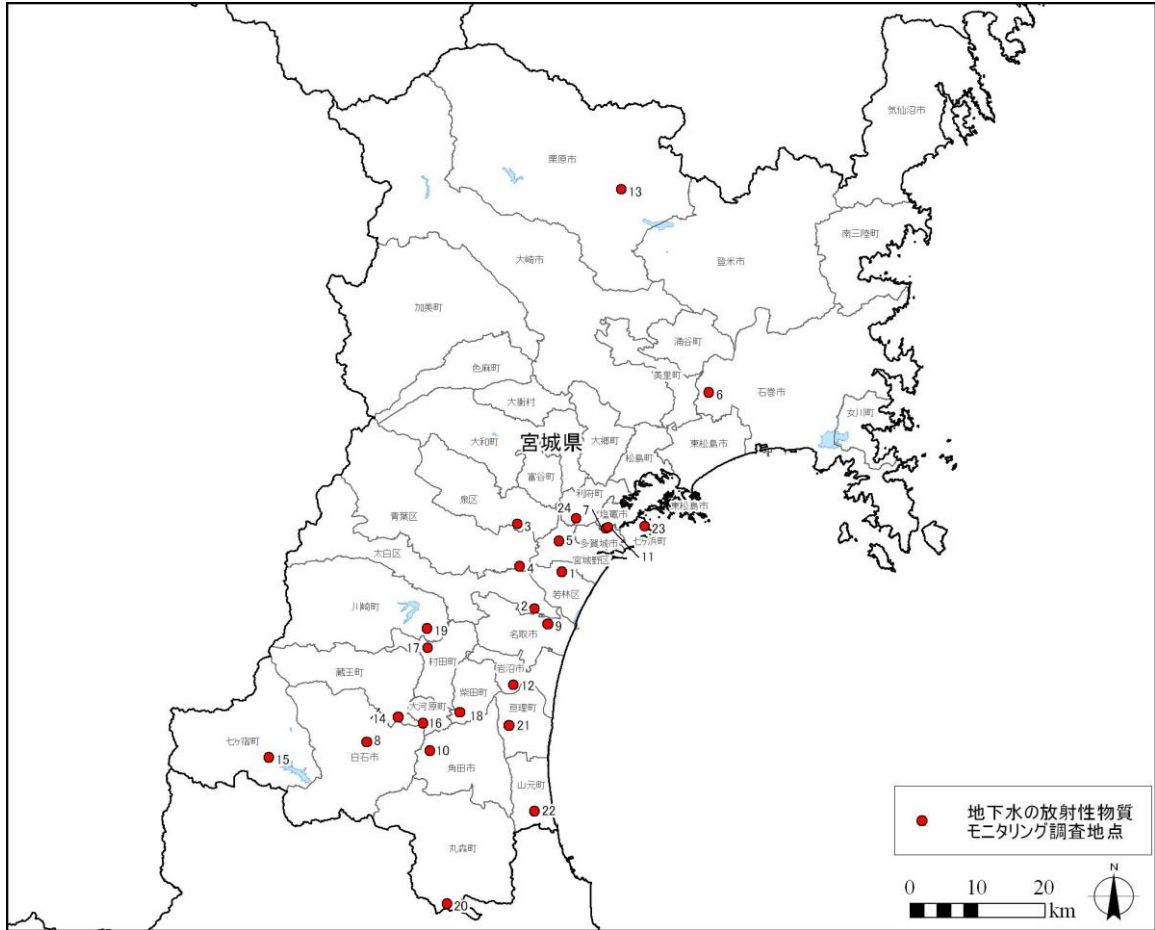 気仙沼市
栗原市
13
南三陸町
大崎市
登米市
加美町
涌谷町
色麻町
美里町
6
石巻市
大衡村
女川町
大和町
宮城県
大郷町
東松島市
松島町
富谷町
泉区
利府町
24
7
塩竈市
東松島市
青葉区
3
23
5
多賀城市
七ヶ浜町
太白区
11
宮城野区
4
1
若林区
川崎町
2
9
19
名取市
17
村田町
岩沼市
蔵王町
12
柴田町
大河原町
亘理町
14
16
18
21
七ヶ宿町
8
10
15
白石市
角田市
山元町
22
丸森町
20
地下水の放射性物質
モニタリング調査地点
N
0 10 20
km